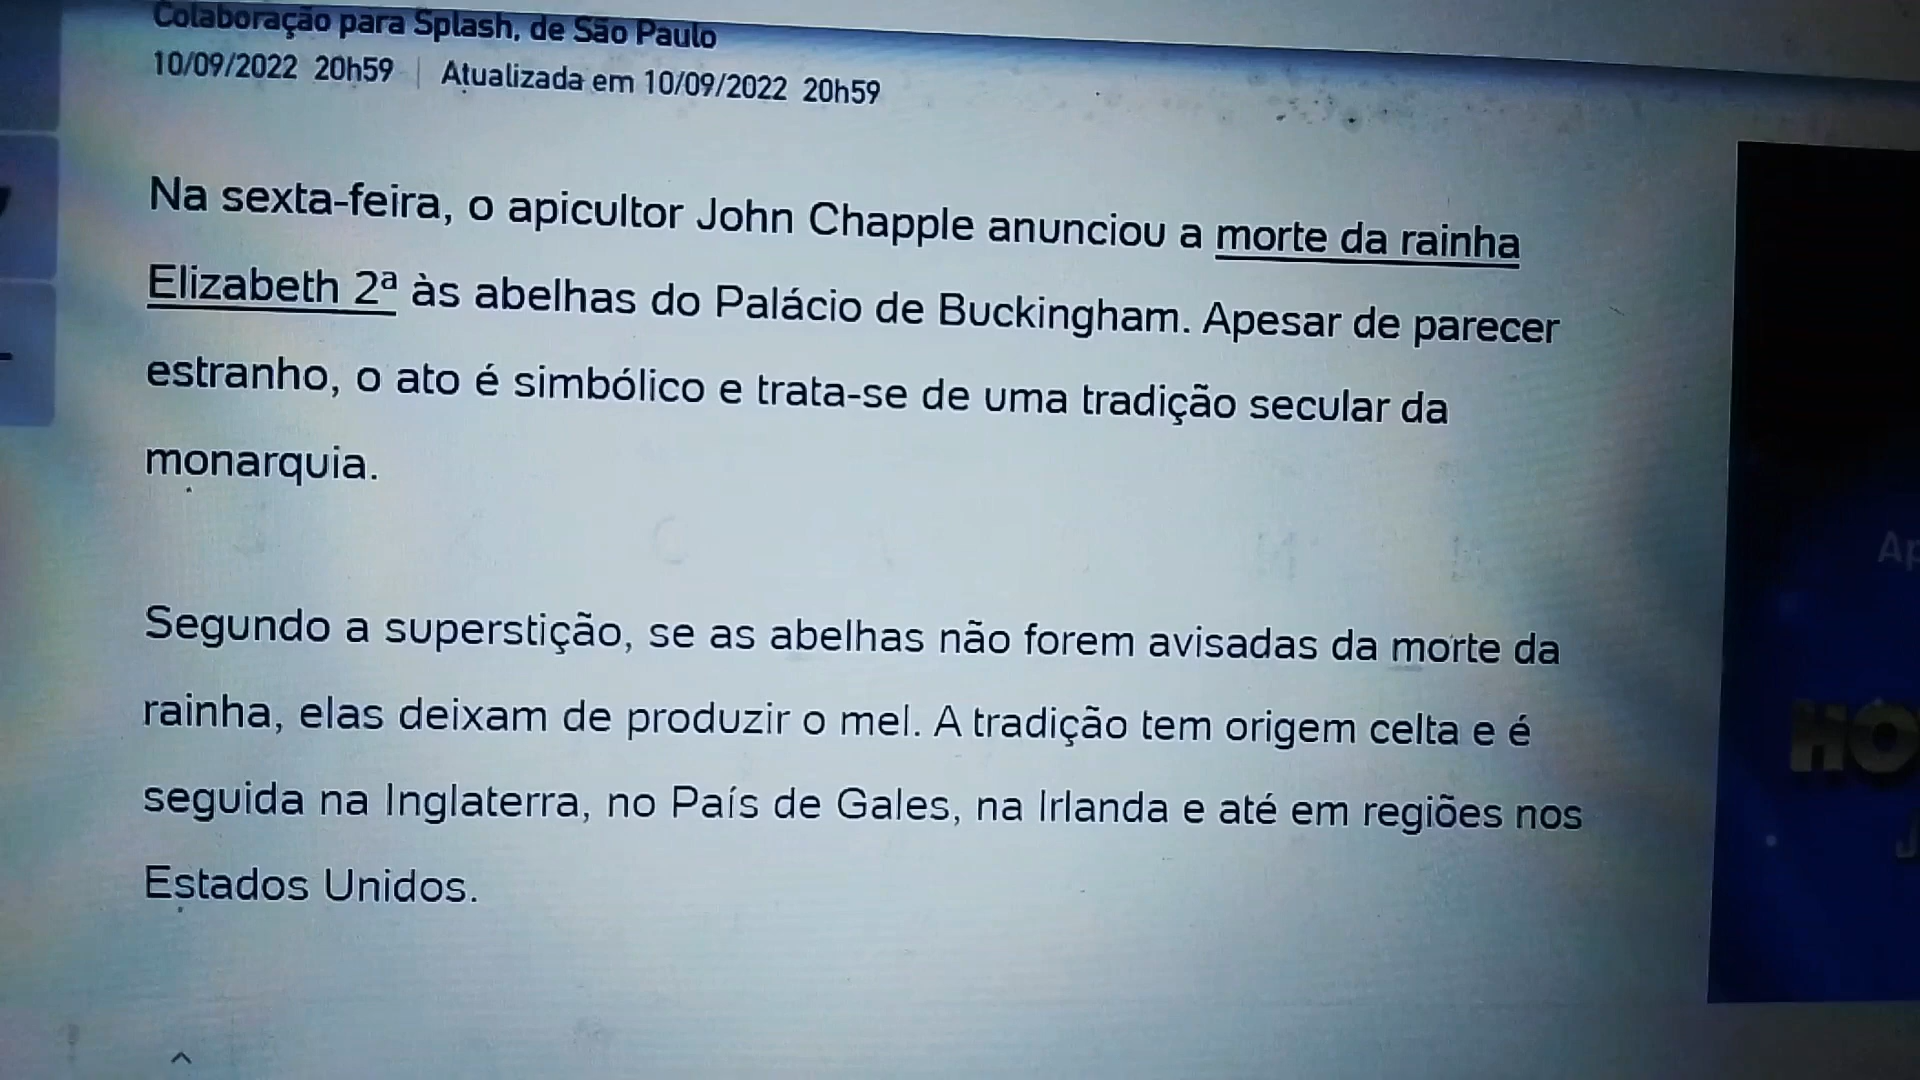 Colaboração para Splash, de São Paulo
10/09/2022 20h59 | Atualizada em 10/09/2022 20h59
Na sexta-feira, o apicultor John Chapple anunciou a morte da rainha
Elizabeth 2ª às abelhas do Palácio de Buckingham. Apesar de parecer
estranho, o ato é simbólico e trata-se de uma tradição secular da
monarquia.
Segundo a superstição, se as abelhas não forem avisadas da morte da
rainha, elas deixam de produzir o mel. A tradição tem origem celta e é
seguida na Inglaterra, no País de Gales, na Irlanda e até em regiões nos
Estados Unidos.
Ap
HO